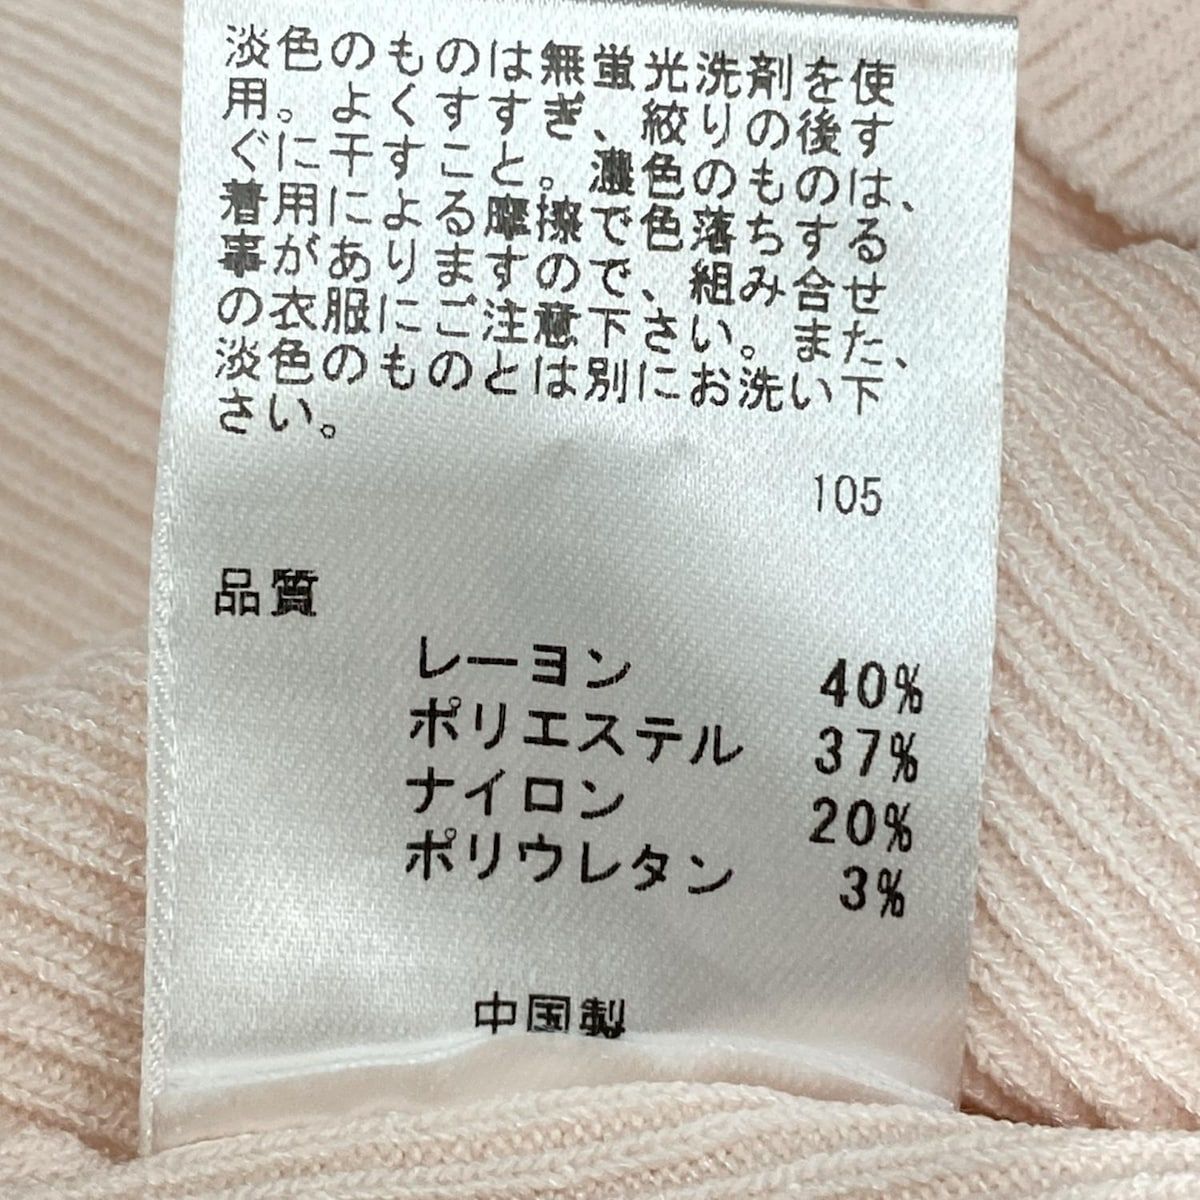 淡色のものは無蛍光洗剤を使
用。よくすすぎ、絞りの後す
ぐに干すこと。濃色のものは、
着用による摩擦で色落ちする
事がありますので、組み合せ
の衣服にもご注意下さい。また、
淡色のものとは別にお洗い下
さい。
105
品質
レーヨン 40%
ポリエステル 37%
ナイロン 20%
ポリウレタン 3%
中国製